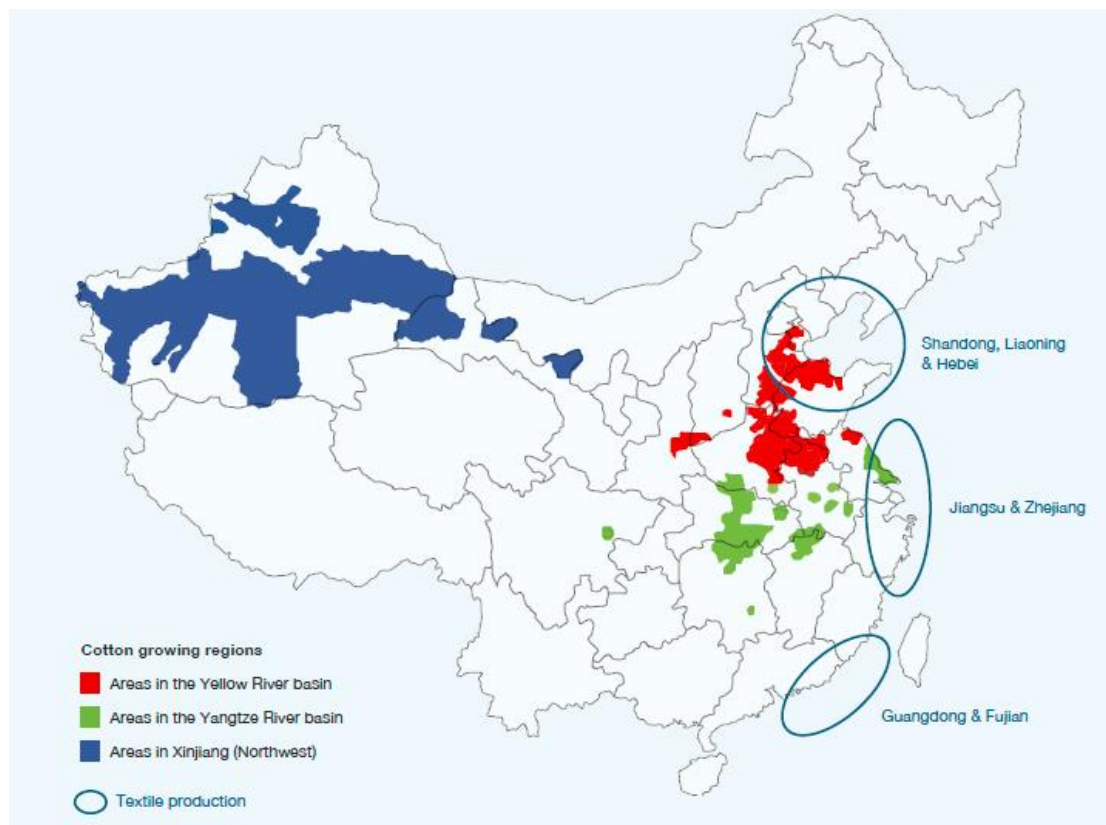 Shandong, Liaoning
& Hebei
Jiangsu & Zhejiang
Guangdong & Fujian
Cotton growing regions
Areas in the Yellow River basin
Areas in the Yangtze River basin
Areas in Xinjiang (Northwest)
Textile production